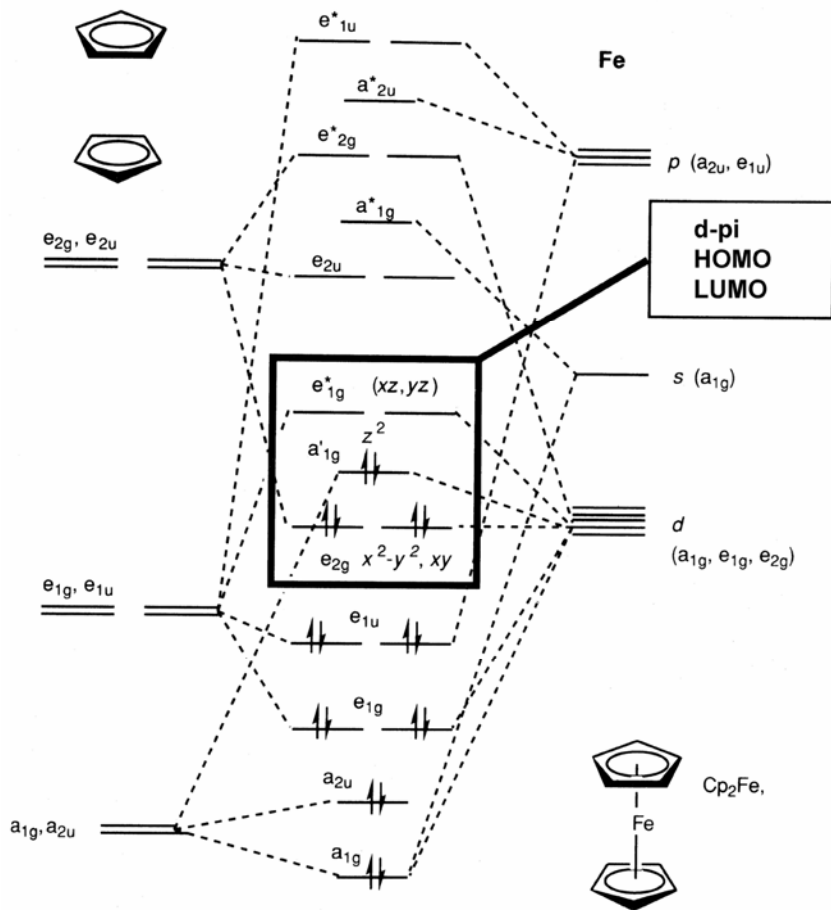 e*1u
Fe
a*2u
e*2g
p (a2u, e1u)
a*1g
d-pi
HOMO
LUMO
e2g, e2u
e2u
s (a1g)
e*1g (xz, yz)
z2
a'1g
d
(a1g, e1g, e2g)
e2g x2-y2, xy
e1g, e1u
e1u
e1g
a2u
Cp2Fe,
Fe
a1g, a2u
a1g